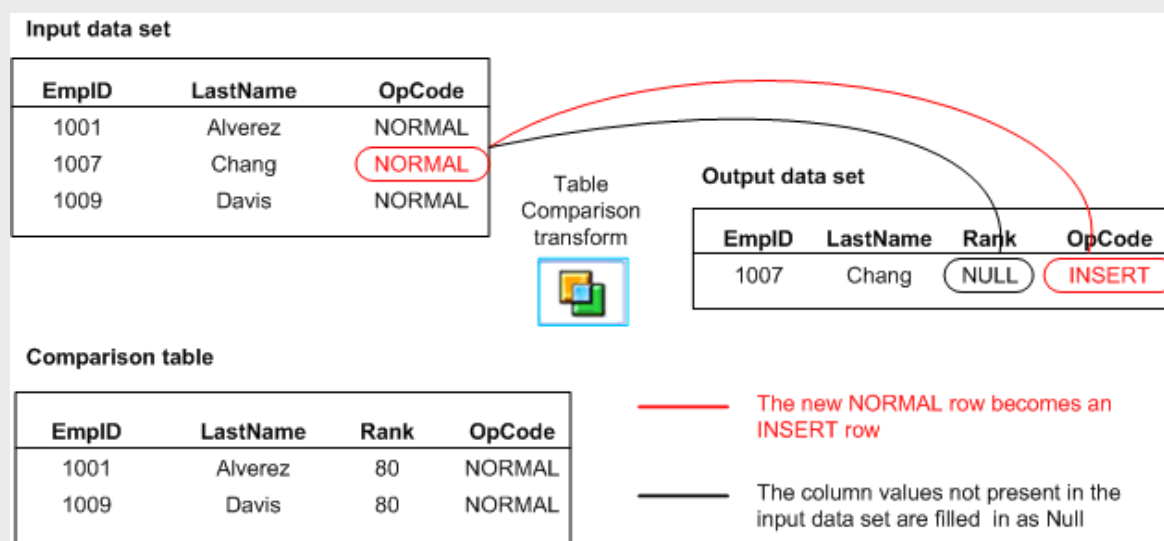 Input data set
EmpID LastName OpCode
1001 Alverez NORMAL
1007 Chang NORMAL
1009 Davis NORMAL
Table
Comparison
transform
Output data set
EmpID LastName Rank OpCode
1007 Chang NULL INSERT
Comparison table
EmpID LastName Rank OpCode
1001 Alverez 80 NORMAL
1009 Davis 80 NORMAL
The new NORMAL row becomes an
INSERT row
The column values not present in the
input data set are filled in as Null